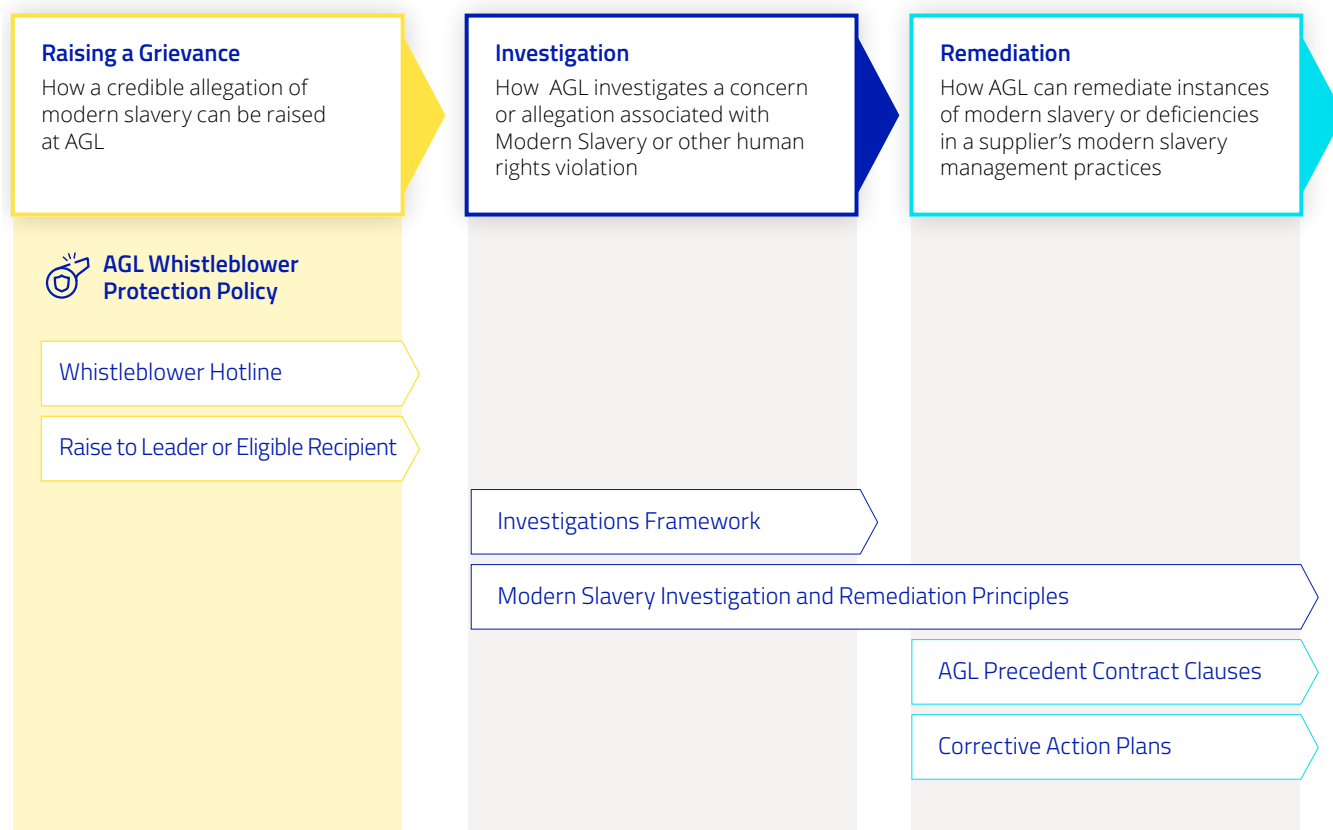 Raising a Grievance
How a credible allegation of
modern slavery can be raised
at AGL
Investigation
How AGL investigates a concern
or allegation associated with
Modern Slavery or other human
rights violation
Remediation
How AGL can remediate instances
of modern slavery or deficiencies
in a supplier's modern slavery
management practices
AGL Whistleblower
Protection Policy
Whistleblower Hotline
Raise to Leader or Eligible Recipient
Investigations Framework
Modern Slavery Investigation and Remediation Principles
AGL Precedent Contract Clauses
Corrective Action Plans